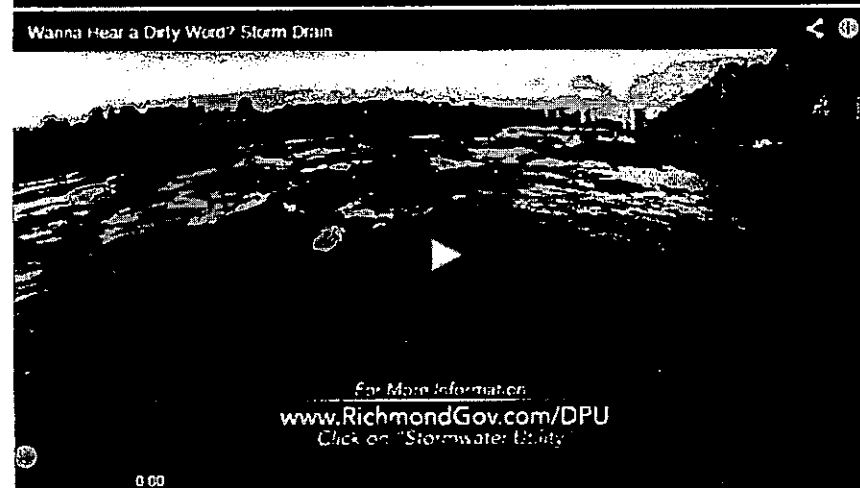 Wanna Hear a Dirty Word? Storm Drain
For More Information
www.RichmondGov.com/DPU
Click on "Stormwater Utility"
0:00